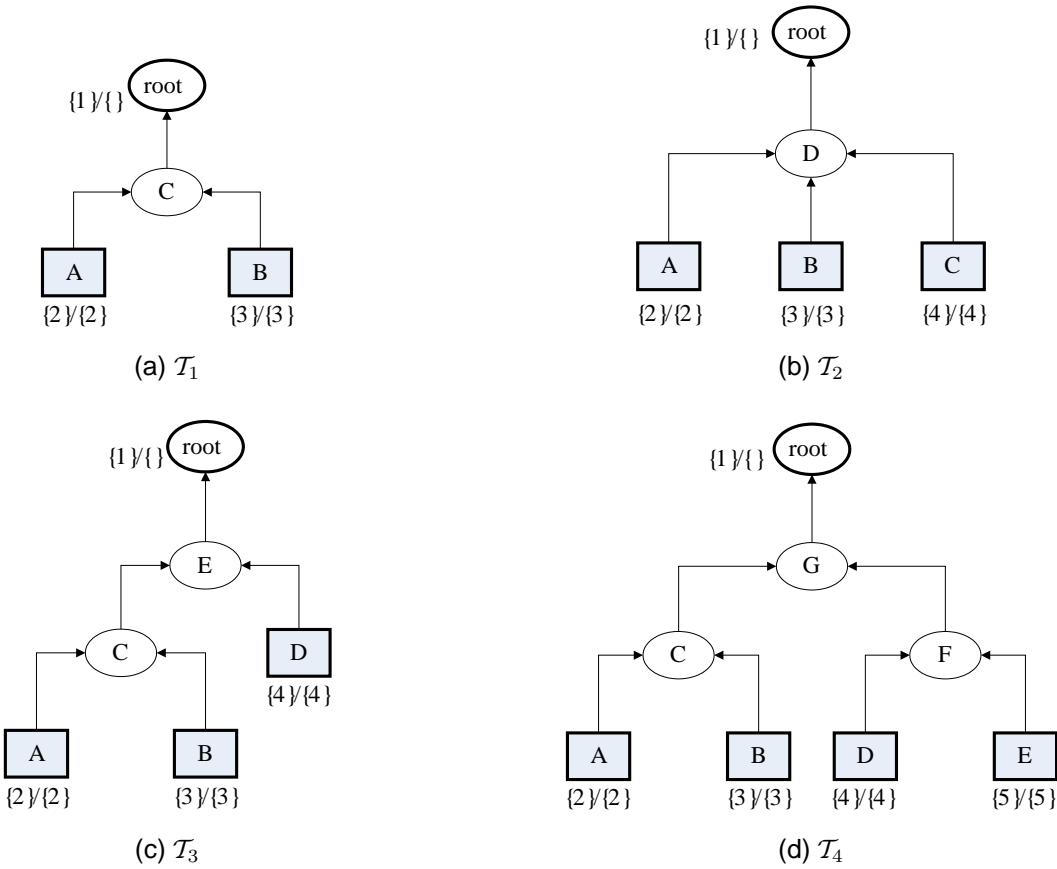 root
{1}/{}
C
A
B
{2}/{2}
{3}/{3}
(a) T1
root
{1}/{}
D
A
B
C
{2}/{2}
{3}/{3}
{4}/{4}
(b) T2
root
{1}/{}
E
C
D
{4}/{4}
A
B
{2}/{2}
{3}/{3}
(c) T3
root
{1}/{}
G
C
F
A
B
D
E
{2}/{2}
{3}/{3}
{4}/{4}
{5}/{5}
(d) T4